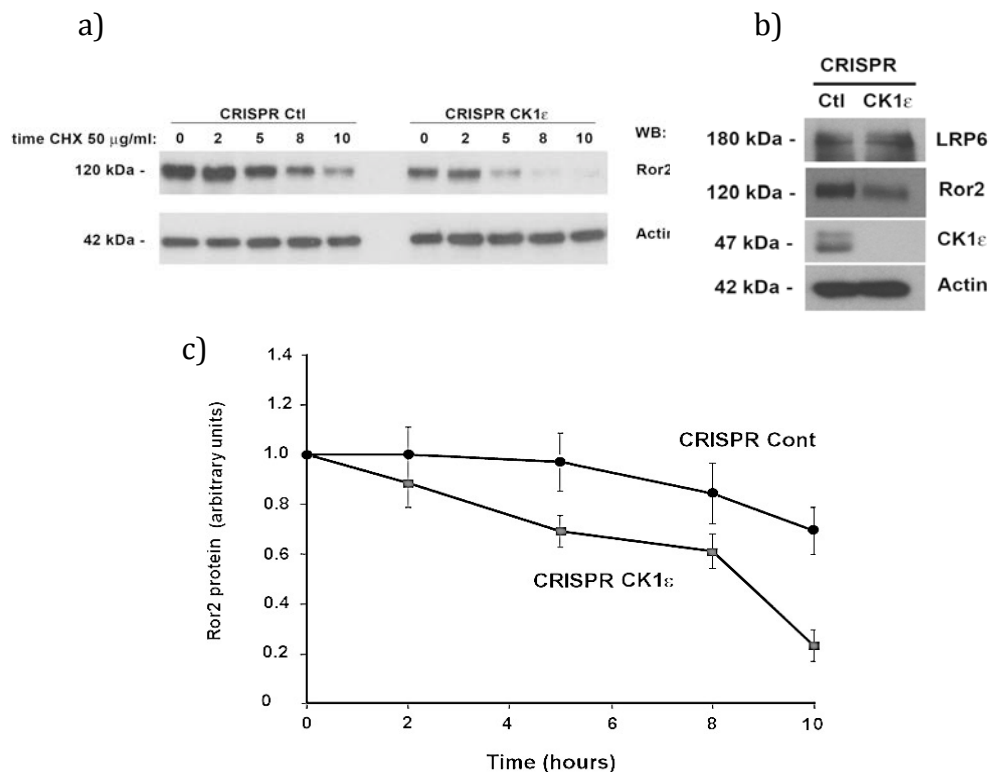 a)
CRISPR Ctl CRISPR CK1ε
time CHX 50 μg/ml: 0 2 5 8 10 0 2 5 8 10 WB:
120 kDa - Ror2
42 kDa - Actin
b)
CRISPR
Ctl CK1ε
180 kDa - LRP6
120 kDa - Ror2
47 kDa - CK1ε
42 kDa - Actin
c)
1.4
1.2
1.0
0.8
0.6
0.4
0.2
0
Ror2 protein (arbitrary units)
CRISPR Cont
CRISPR CK1ε
0 2 4 6 8 10
Time (hours)